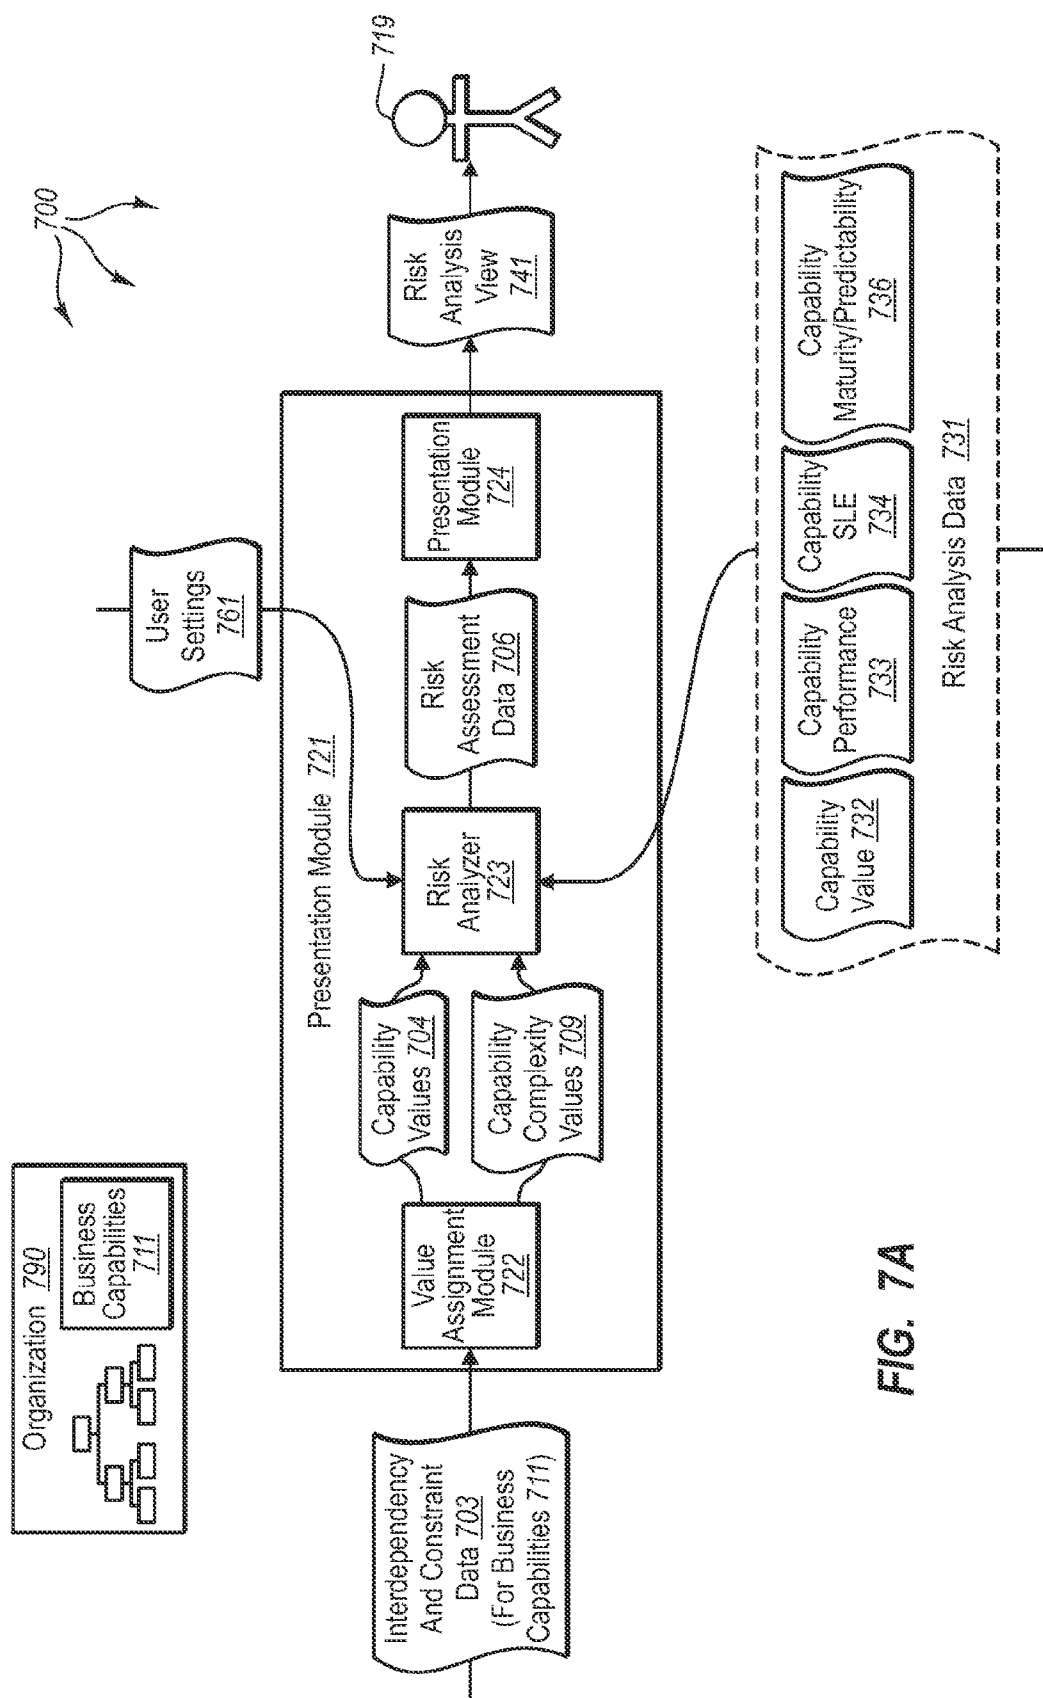 700
Organization 790
Business
Capabilities
711
User
Settings
761
719
Presentation Module 721
Interdependency
And Constraint
Data 703
(For Business
Capabilities 711)
Value
Assignment
Module
722
Capability
Values 704
Capability
Complexity
Values 709
Risk
Analyzer
723
Risk
Assessment
Data 706
Presentation
Module
724
Risk
Analysis
View
741
Capability
Value 732
Capability
Performance
733
Capability
SLE
734
Capability
Maturity/Predictability
736
Risk Analysis Data 731
FIG. 7A